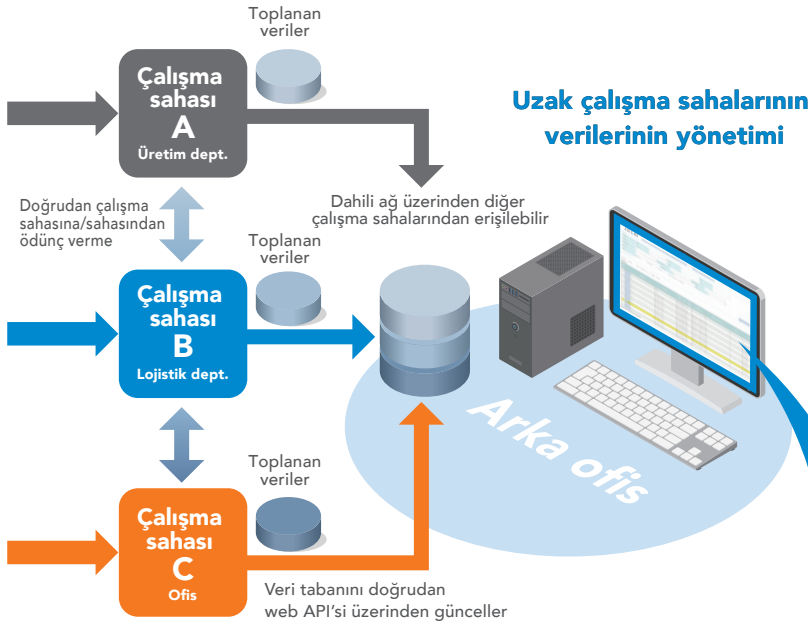 Toplanan
veriler
Çalışma
sahası
A
Üretim dept.
Uzak çalışma sahalarının
verilerinin yönetimi
Doğrudan çalışma
sahasına/sahasından
ödünç verme
Dahili ağ üzerinden diğer
çalışma sahalarından erişilebilir
Toplanan
veriler
Çalışma
sahası
B
Lojistik dept.
Arka ofis
Toplanan
veriler
Çalışma
sahası
C
Ofis
Veri tabanını doğrudan
web API'si üzerinden günceller